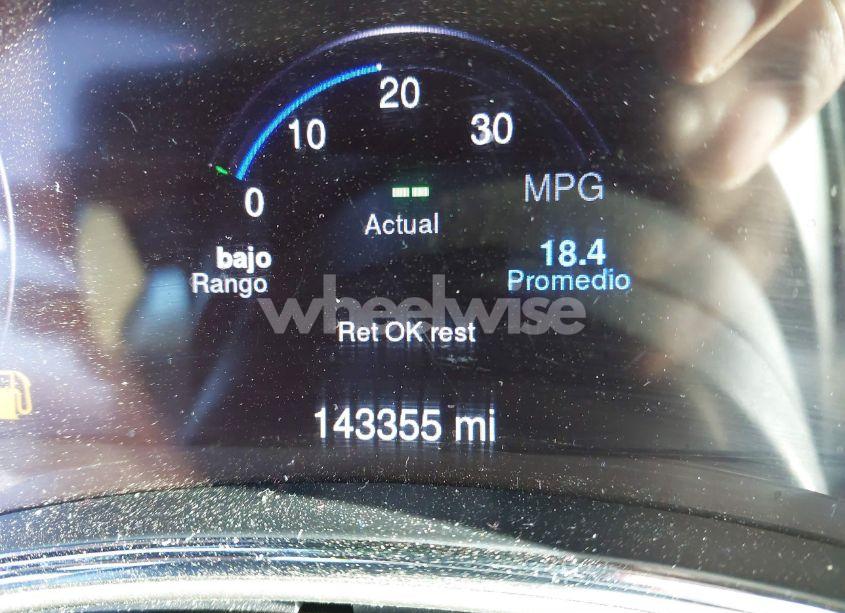 20
10
30
0
-- --
MPG
Actual
bajo
Rango
18.4
Promedio
wheelwise
Ret OK rest
143355 mi